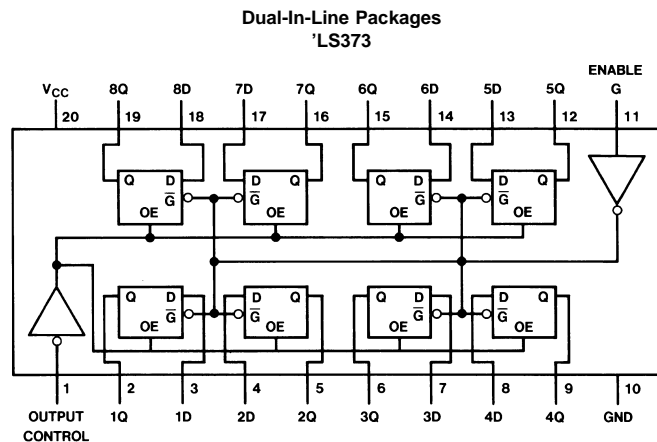 Dual-In-Line Packages
'LS373
ENABLE
VCC 8Q 8D 7D 7Q 6Q 6D 5D 5Q G
20 19 18 17 16 15 14 13 12 11
Q D D Q Q D D Q
G G G G
OE OE OE OE
Q D D Q Q D D Q
G G G G
OE OE OE OE
1 2 3 4 5 6 7 8 9 10
OUTPUT 1Q 1D 2D 2Q 3Q 3D 4D 4Q GND
CONTROL